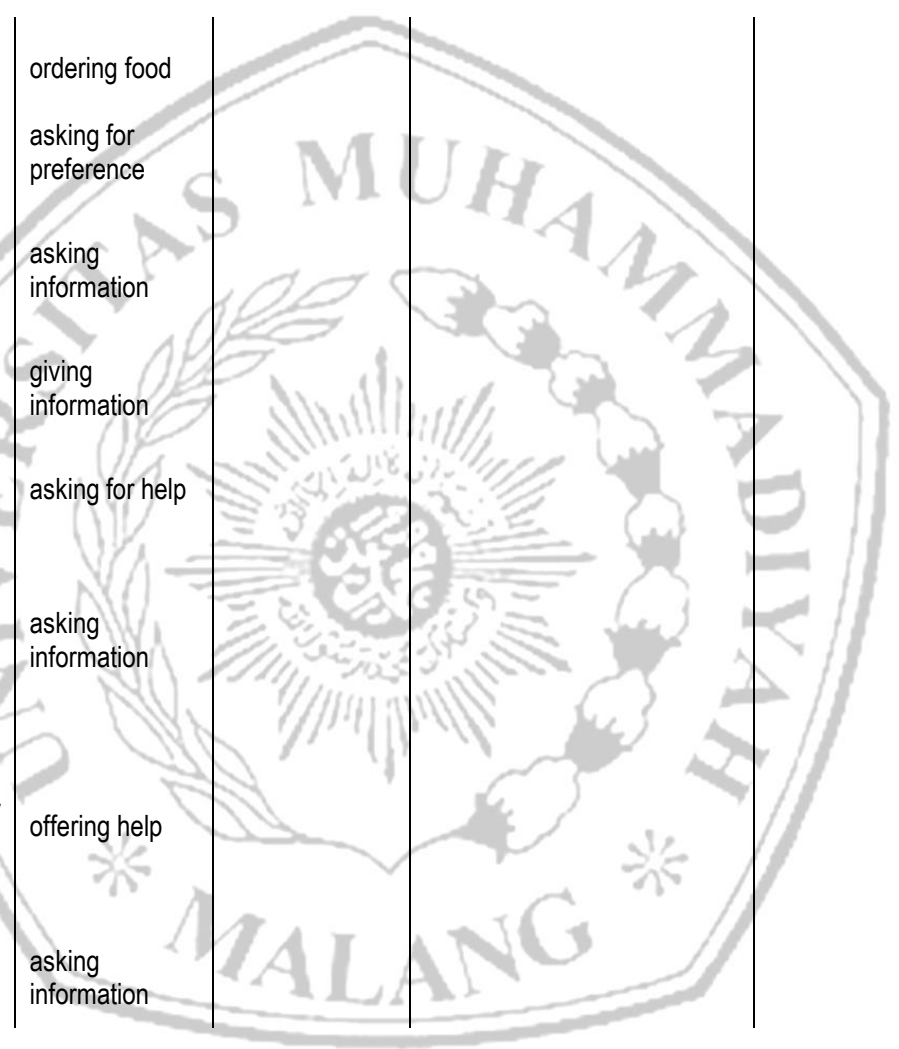 ordering food
asking for
preference
asking
information
giving
information
asking for help
asking
information
offering help
asking
information
UNIVERSITAS MUHAMMADIYAH
MALANG